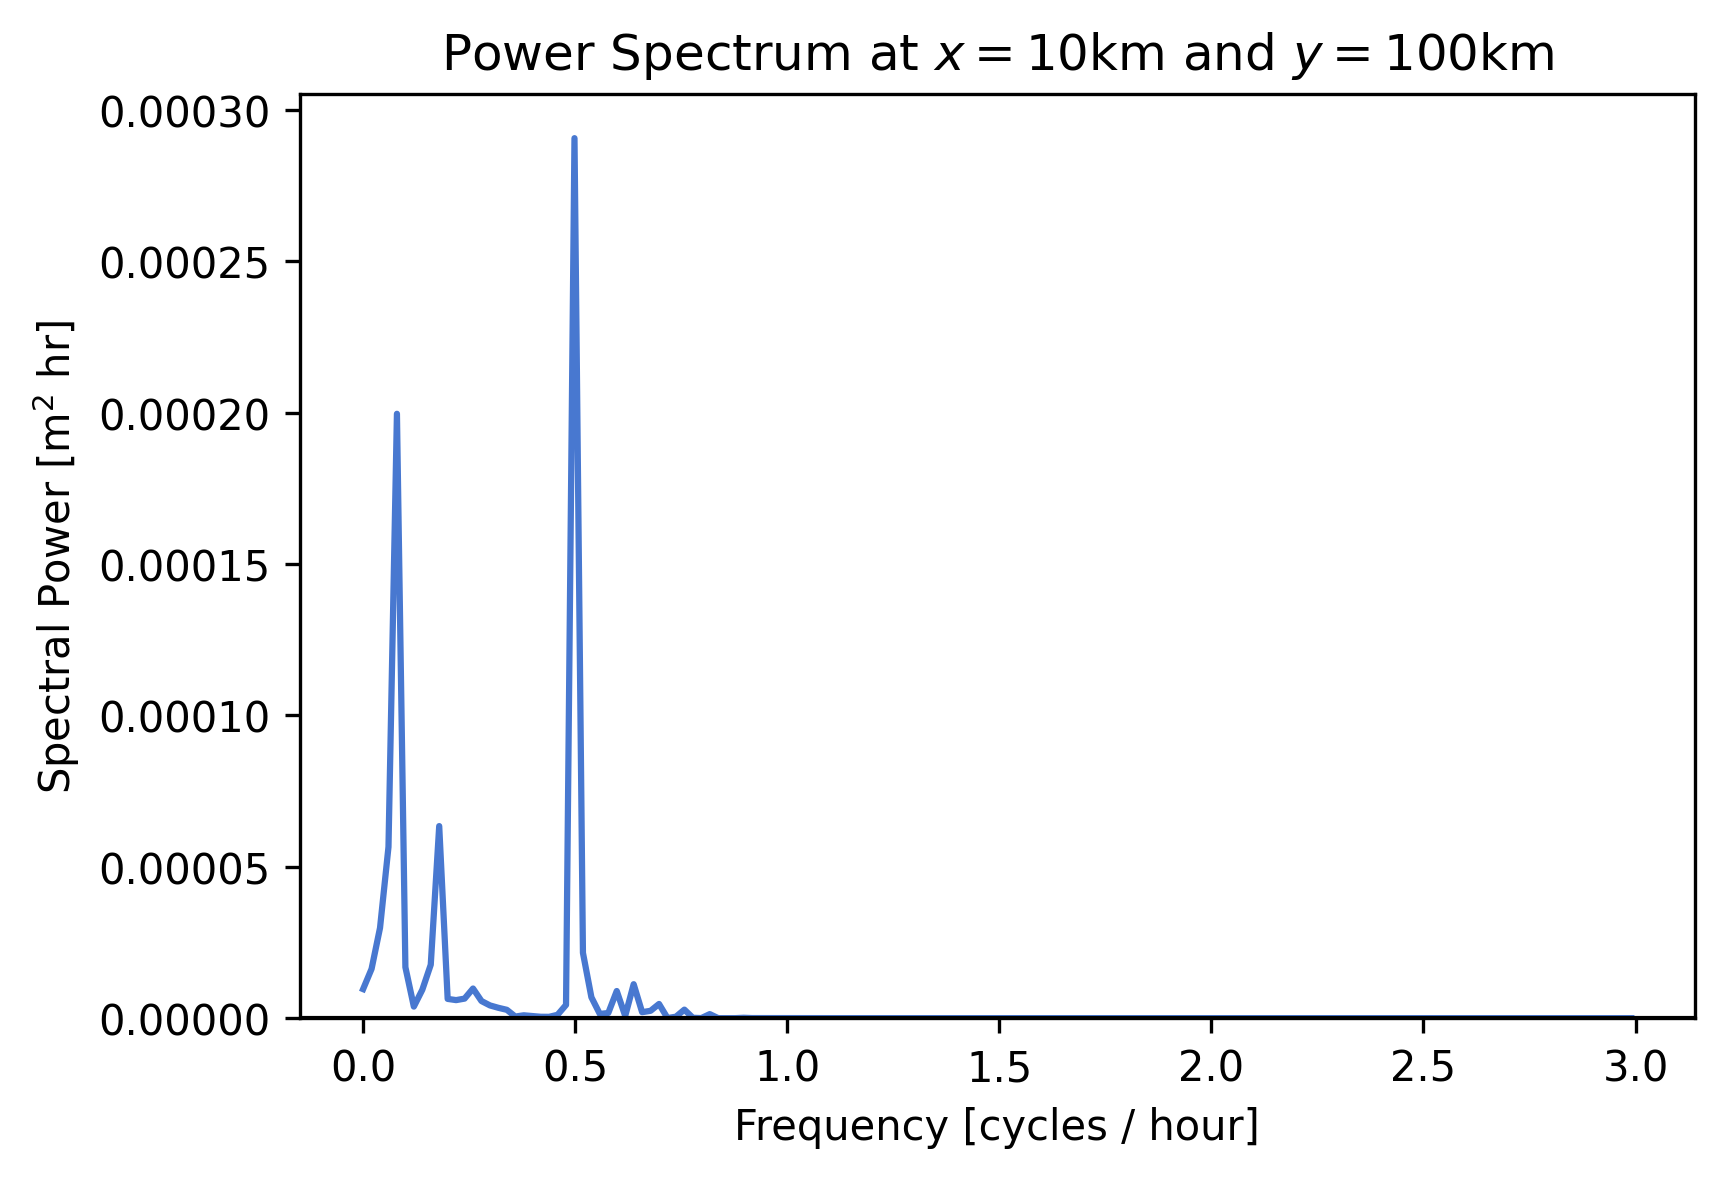 Power Spectrum at x = 10km and y = 100km
0.00030
0.00025
0.00020
0.00015
0.00010
0.00005
0.00000
Spectral Power [m² hr]
0.0 0.5 1.0 1.5 2.0 2.5 3.0
Frequency [cycles / hour]